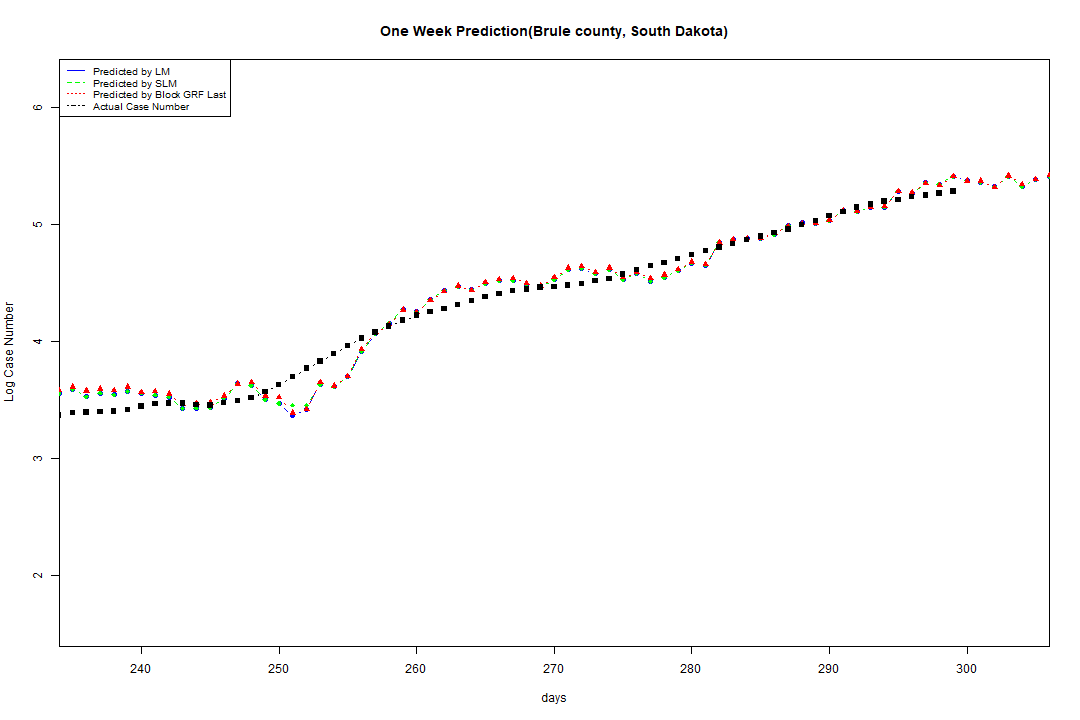 One Week Prediction(Brule county, South Dakota)
Predicted by LM
Predicted by SLM
Predicted by Block GRF Last
Actual Case Number
6
5
4
3
2
Log Case Number
240 250 260 270 280 290 300
days